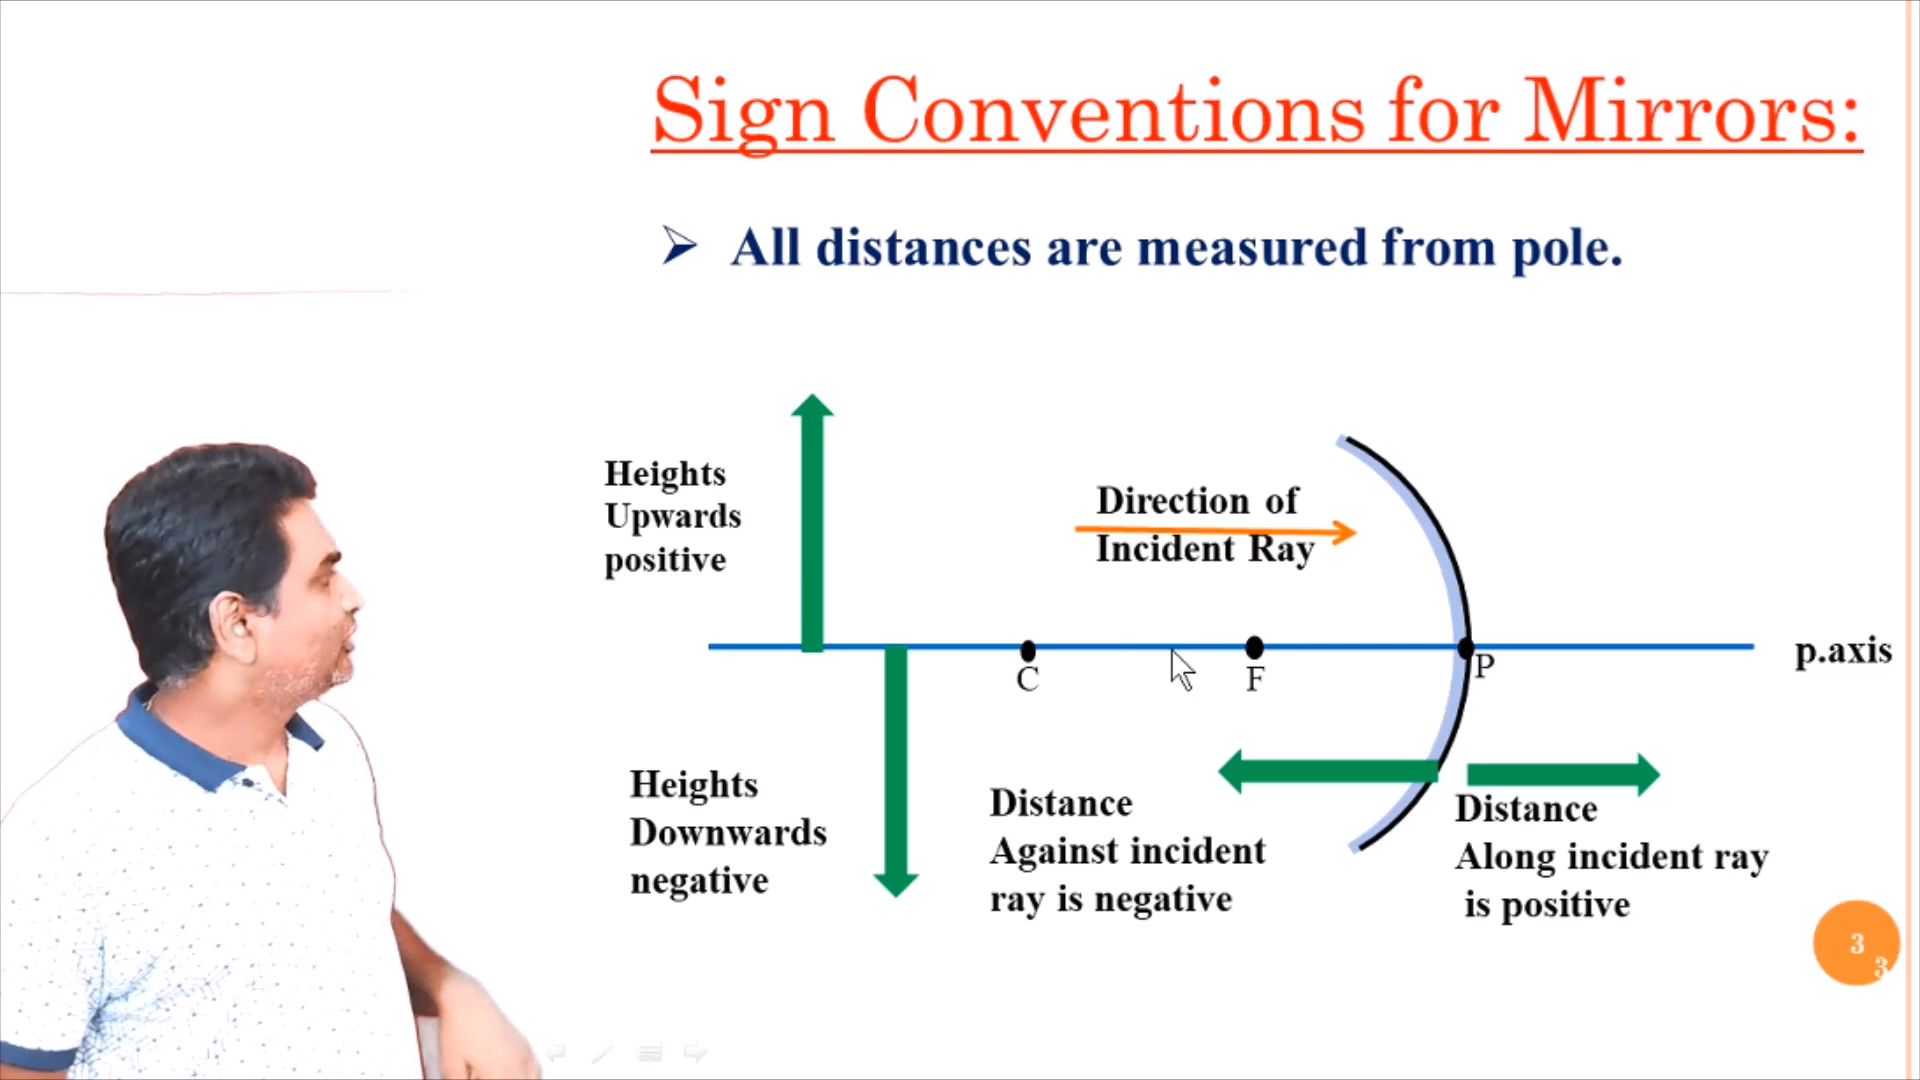 Sign Conventions for Mirrors:
➢ All distances are measured from pole.
Heights
Upwards
positive
Direction of
Incident Ray
C
F
P
p.axis
Heights
Downwards
negative
Distance
Against incident
ray is negative
Distance
Along incident ray
is positive
3
3